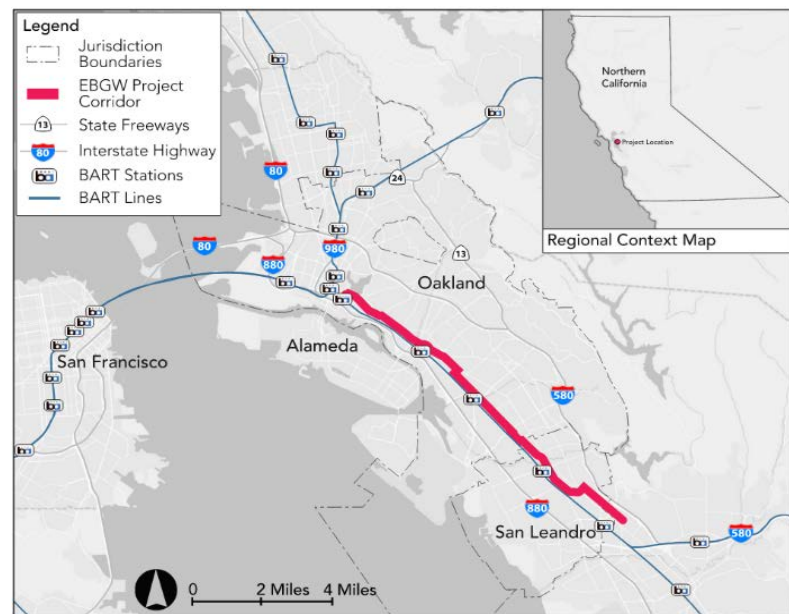 Legend
Jurisdiction
Boundaries
EBGW Project
Corridor
13
State Freeways
80
Interstate Highway
ba
BART Stations
BART Lines
Northern
California
Project Location
Regional Context Map
80
24
13
80
980
880
Oakland
San Francisco
Alameda
580
880
San Leandro
580
0
2 Miles
4 Miles